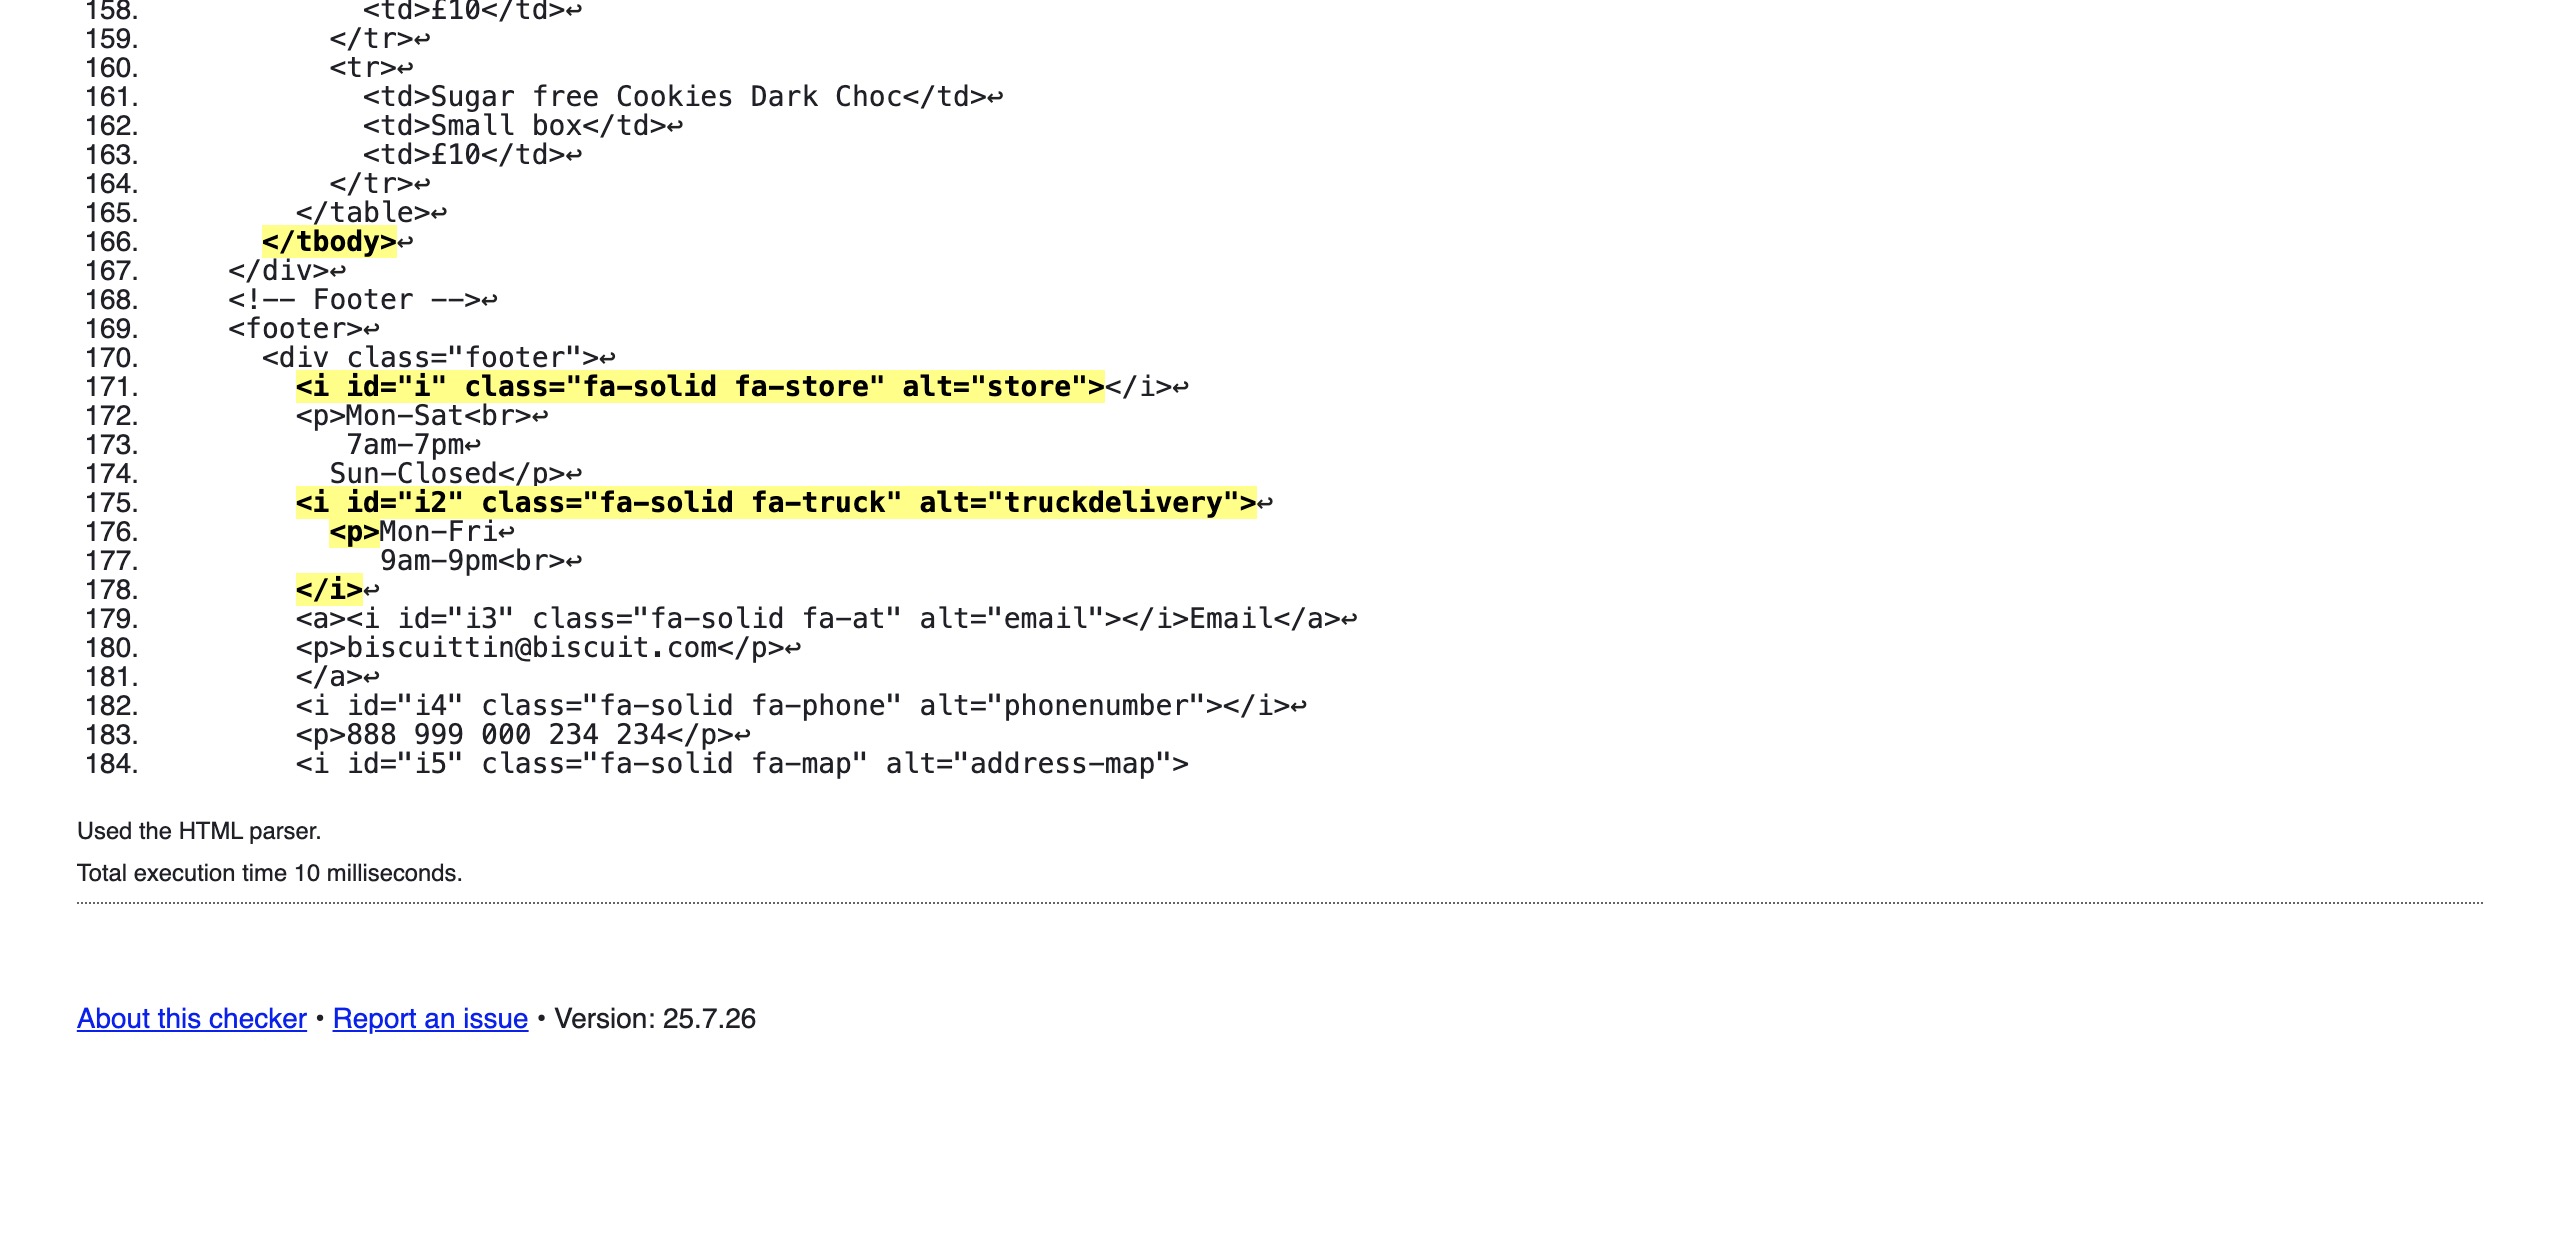 158. <td>£10</td>↩
159. </tr>↩
160. <tr>↩
161. <td>Sugar free Cookies Dark Choc</td>↩
162. <td>Small box</td>↩
163. <td>£10</td>↩
164. </tr>↩
165. </table>↩
166. </tbody>↩
167. </div>↩
168. <!-- Footer -->↩
169. <footer>↩
170. <div class="footer">↩
171. <i id="i" class="fa-solid fa-store" alt="store"></i>↩
172. <p>Mon-Sat<br>↩
173. 7am-7pm↩
174. Sun-Closed</p>↩
175. <i id="i2" class="fa-solid fa-truck" alt="truckdelivery">↩
176. <p>Mon-Fri↩
177. 9am-9pm<br>↩
178. </i>↩
179. <a><i id="i3" class="fa-solid fa-at" alt="email"></i>Email</a>↩
180. <p>biscuittin@biscuit.com</p>↩
181. </a>↩
182. <i id="i4" class="fa-solid fa-phone" alt="phonenumber"></i>↩
183. <p>888 999 000 234 234</p>↩
184. <i id="i5" class="fa-solid fa-map" alt="address-map">
Used the HTML parser.
Total execution time 10 milliseconds.
About this checker • Report an issue • Version: 25.7.26